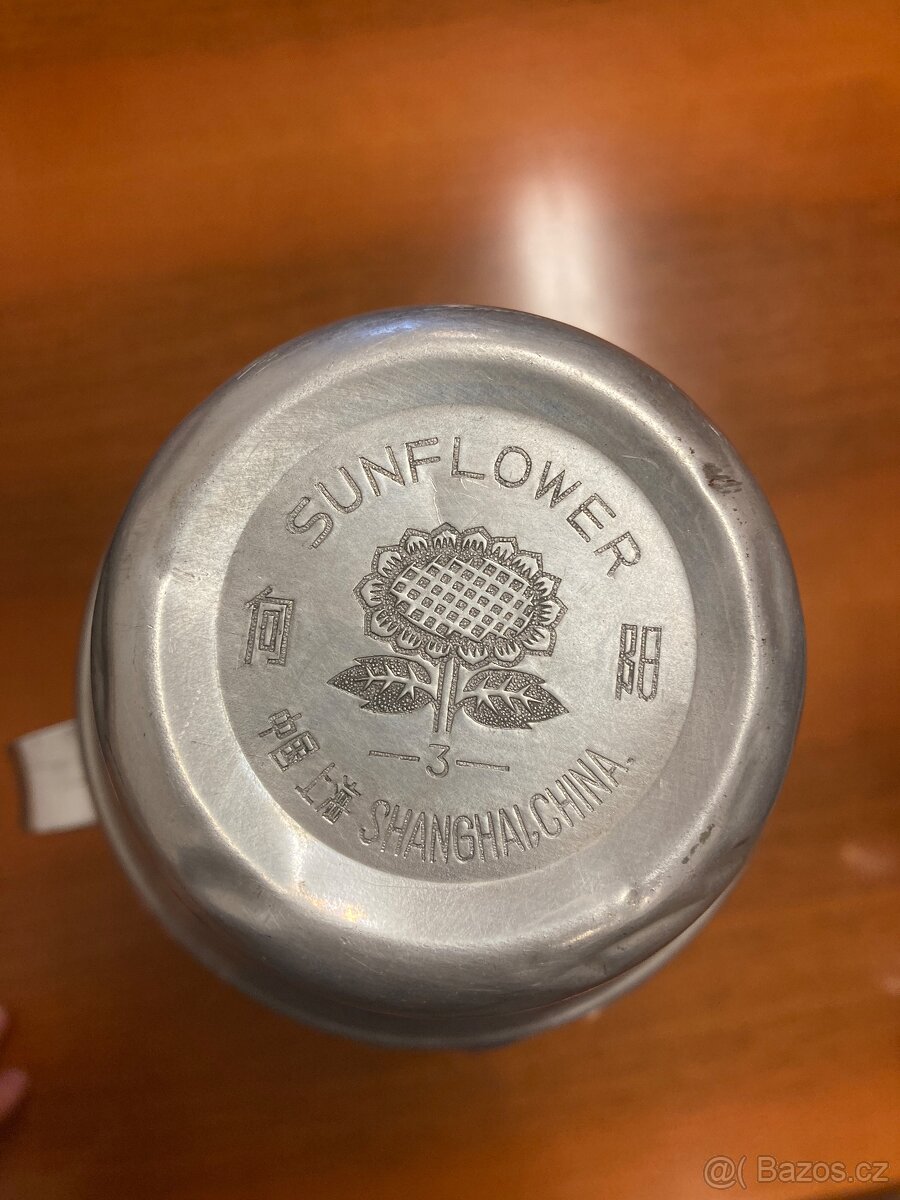 SUNFLOWER
向 阳
3
中国上海 SHANGHAI, CHINA.
@( Bazos.cz